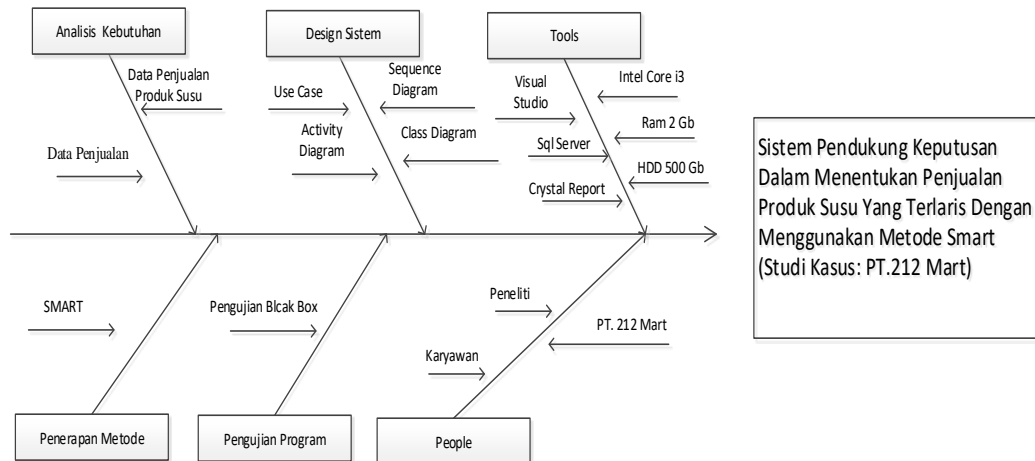 Analisis Kebutuhan
Data Penjualan
Produk Susu
Data Penjualan
Design Sistem
Sequence
Diagram
Use Case
Activity
Diagram
Class Diagram
Tools
Visual
Studio
Intel Core i3
Ram 2 Gb
Sql Server
HDD 500 Gb
Crystal Report
Sistem Pendukung Keputusan
Dalam Menentukan Penjualan
Produk Susu Yang Terlaris Dengan
Menggunakan Metode Smart
(Studi Kasus: PT.212 Mart)
SMART
Penerapan Metode
Pengujian Blcak Box
Pengujian Program
Peneliti
PT. 212 Mart
Karyawan
People